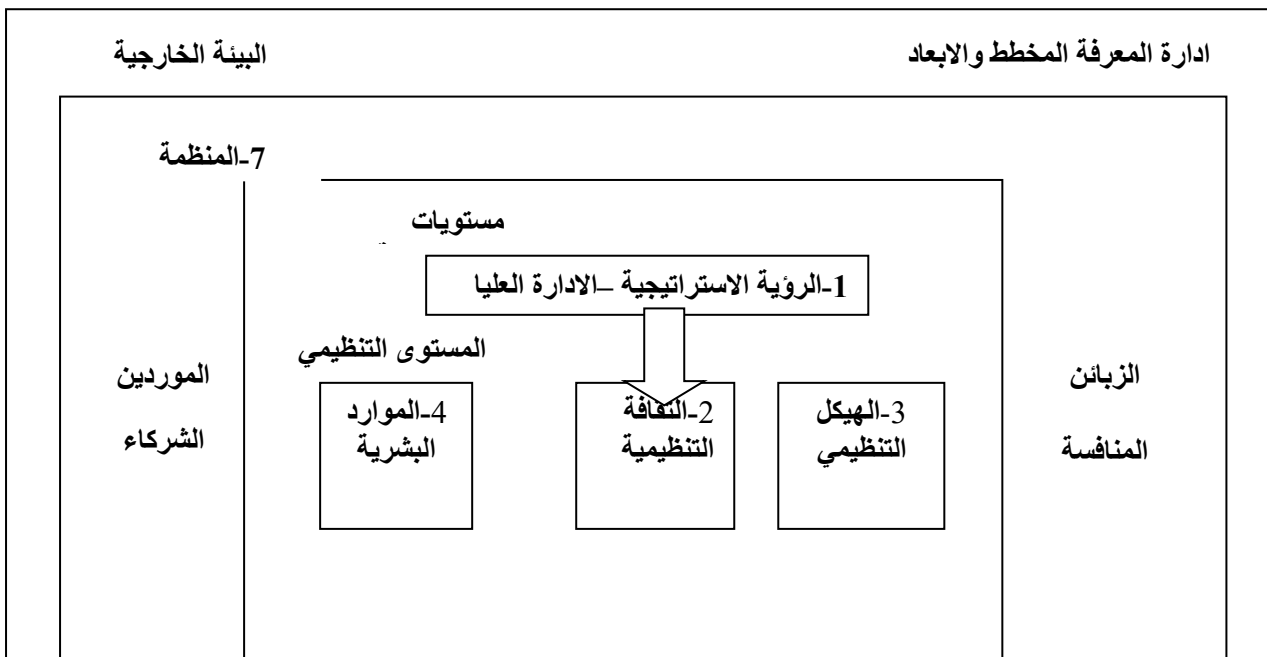 ادارة المعرفة المخطط والابعاد
البيئة الخارجية
7-المنظمة
مستويات
1-الرؤية الاستراتيجية –الادارة العليا
المستوى التنظيمي
3-الهيكل
التنظيمي
2-الثقافة
التنظيمية
4-الموارد
البشرية
الزبائن
المنافسة
الموردين
الشركاء